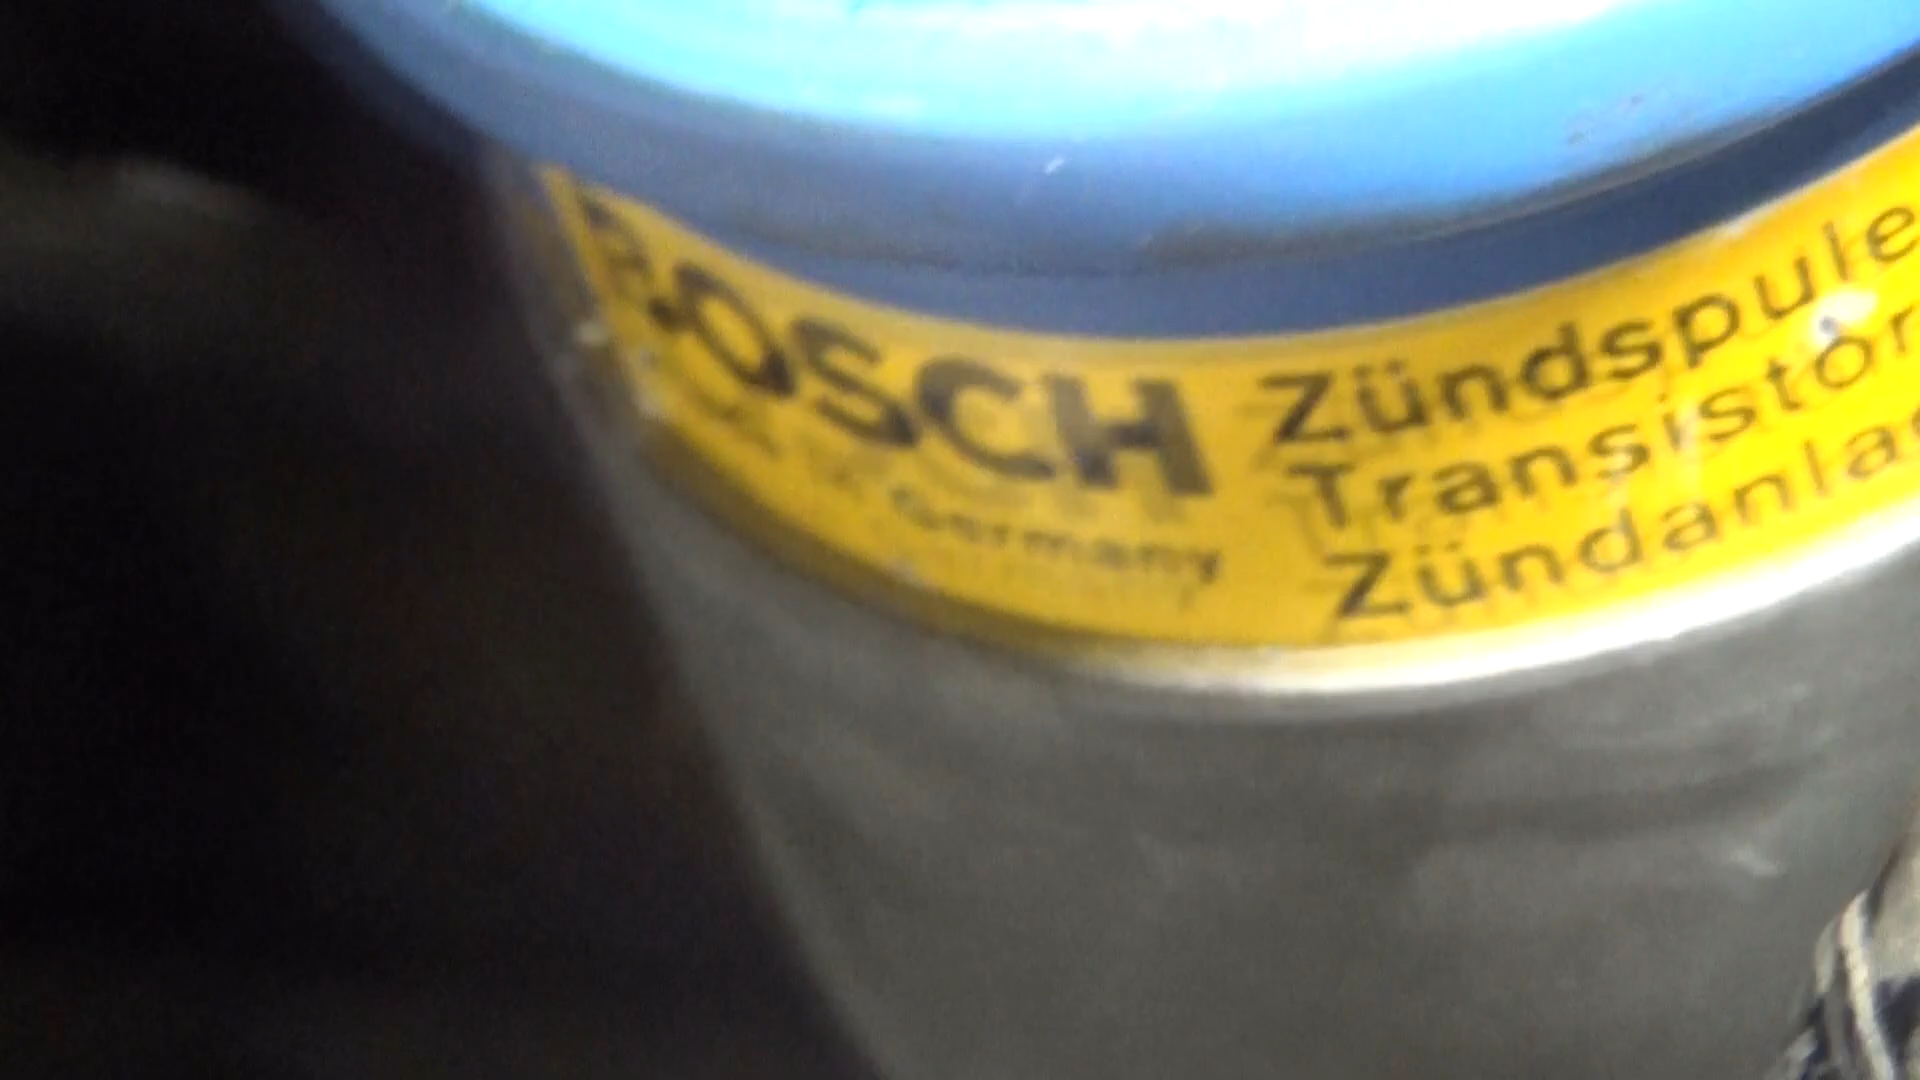 BOSCH
Germany
Zündspule
Transistor
Zündanla